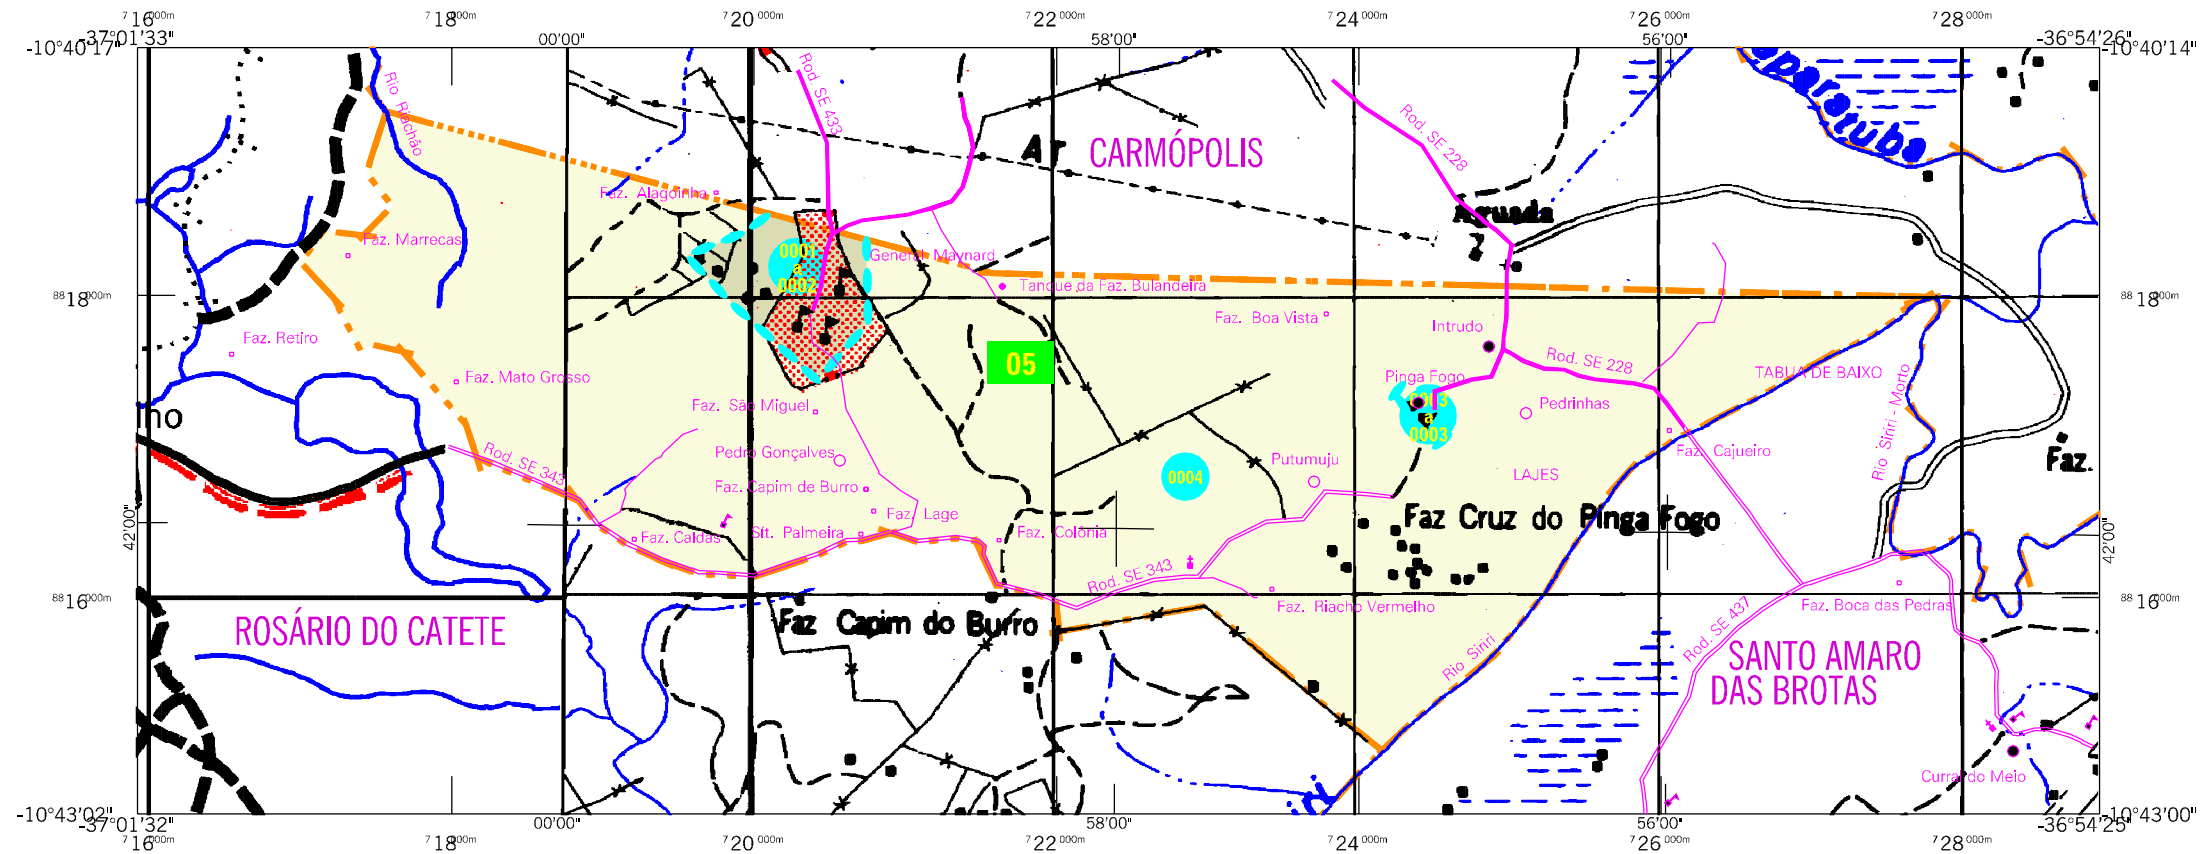 7 16 000m
7 18 000m
7 20 000m
7 22 000m
7 24 000m
7 26 000m
7 28 000m
-37°01'33"
00'00"
58'00"
56'00"
-36°54'26"
-10°40'17"
-10°40'14"
Rio Riachão
Rod. SE 433
Rod. SE 228
CARMÓPOLIS
Aguada
Faz. Alagoinha
Faz. Marrecas
General Maynard
0001
a
0002
Tanque da Faz. Bulandeira
88 18 000m
88 18 000m
Faz. Boa Vista
Intrudo
Faz. Retiro
05
Rod. SE 228
TABUA DE BAIXO
Faz. Mato Grosso
Pinga Fogo
0003
a
0003
Pedrinhas
Faz. São Miguel
Rio Siriri - Morto
no
Rod. SE 343
Pedro Gonçalves
Putumuju
Faz. Cajueiro
Faz.
LAJES
0004
Faz. Capim de Burro
Faz. Lage
Faz Cruz do Pinga Fogo
42'00"
42'00"
Faz. Caldas
Sít. Palmeira
Faz. Colônia
Rod. SE 343
88 16 000m
88 16 000m
Faz. Riacho Vermelho
Faz. Boca das Pedras
Faz Capim do Burro
ROSÁRIO DO CATETE
Rod. SE 437
Rio Siriri
SANTO AMARO
DAS BROTAS
Curral do Meio
-10°43'02"
-10°43'00"
-37°01'32"
00'00"
58'00"
56'00"
-36°54'25"
7 16 000m
7 18 000m
7 20 000m
7 22 000m
7 24 000m
7 26 000m
7 28 000m